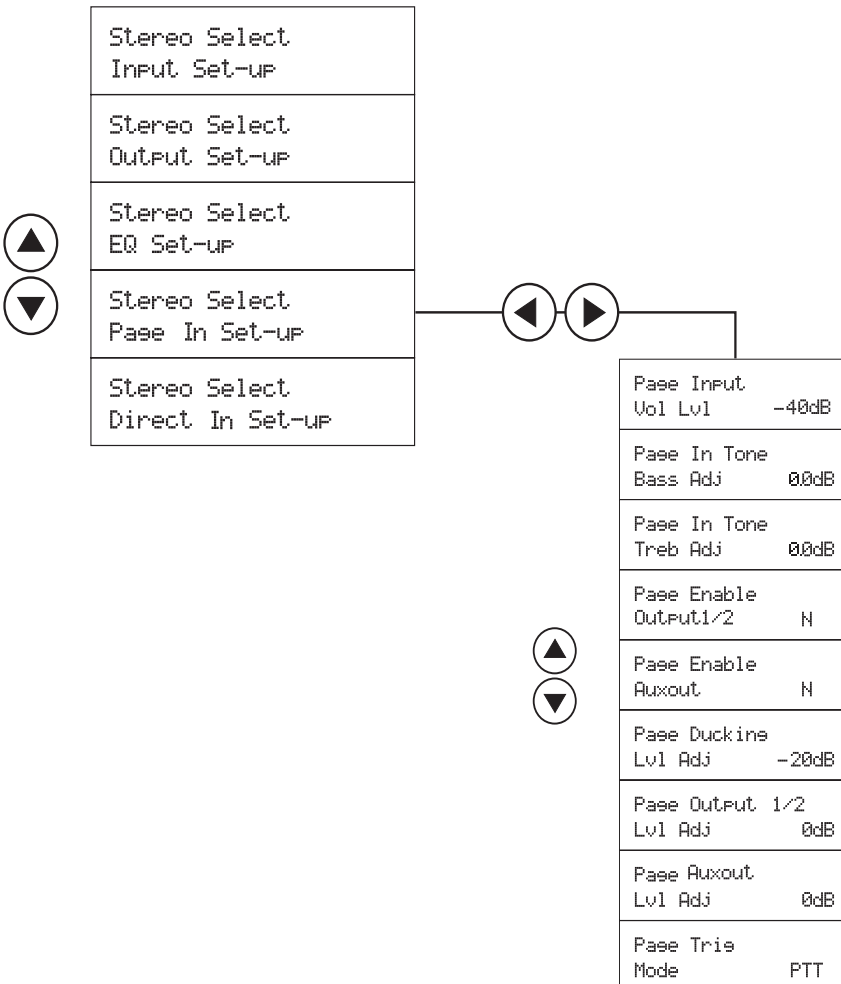 Stereo Select
Input Set-up
Stereo Select
Output Set-up
Stereo Select
EQ Set-up
Stereo Select
Page In Set-up
Stereo Select
Direct In Set-up
Page Input
Vol Lvl -40dB
Page In Tone
Bass Adj 0.0dB
Page In Tone
Treb Adj 0.0dB
Page Enable
Output1/2 N
Page Enable
Auxout N
Page Ducking
Lvl Adj -20dB
Page Output 1/2
Lvl Adj 0dB
Page Auxout
Lvl Adj 0dB
Page Trig
Mode PTT